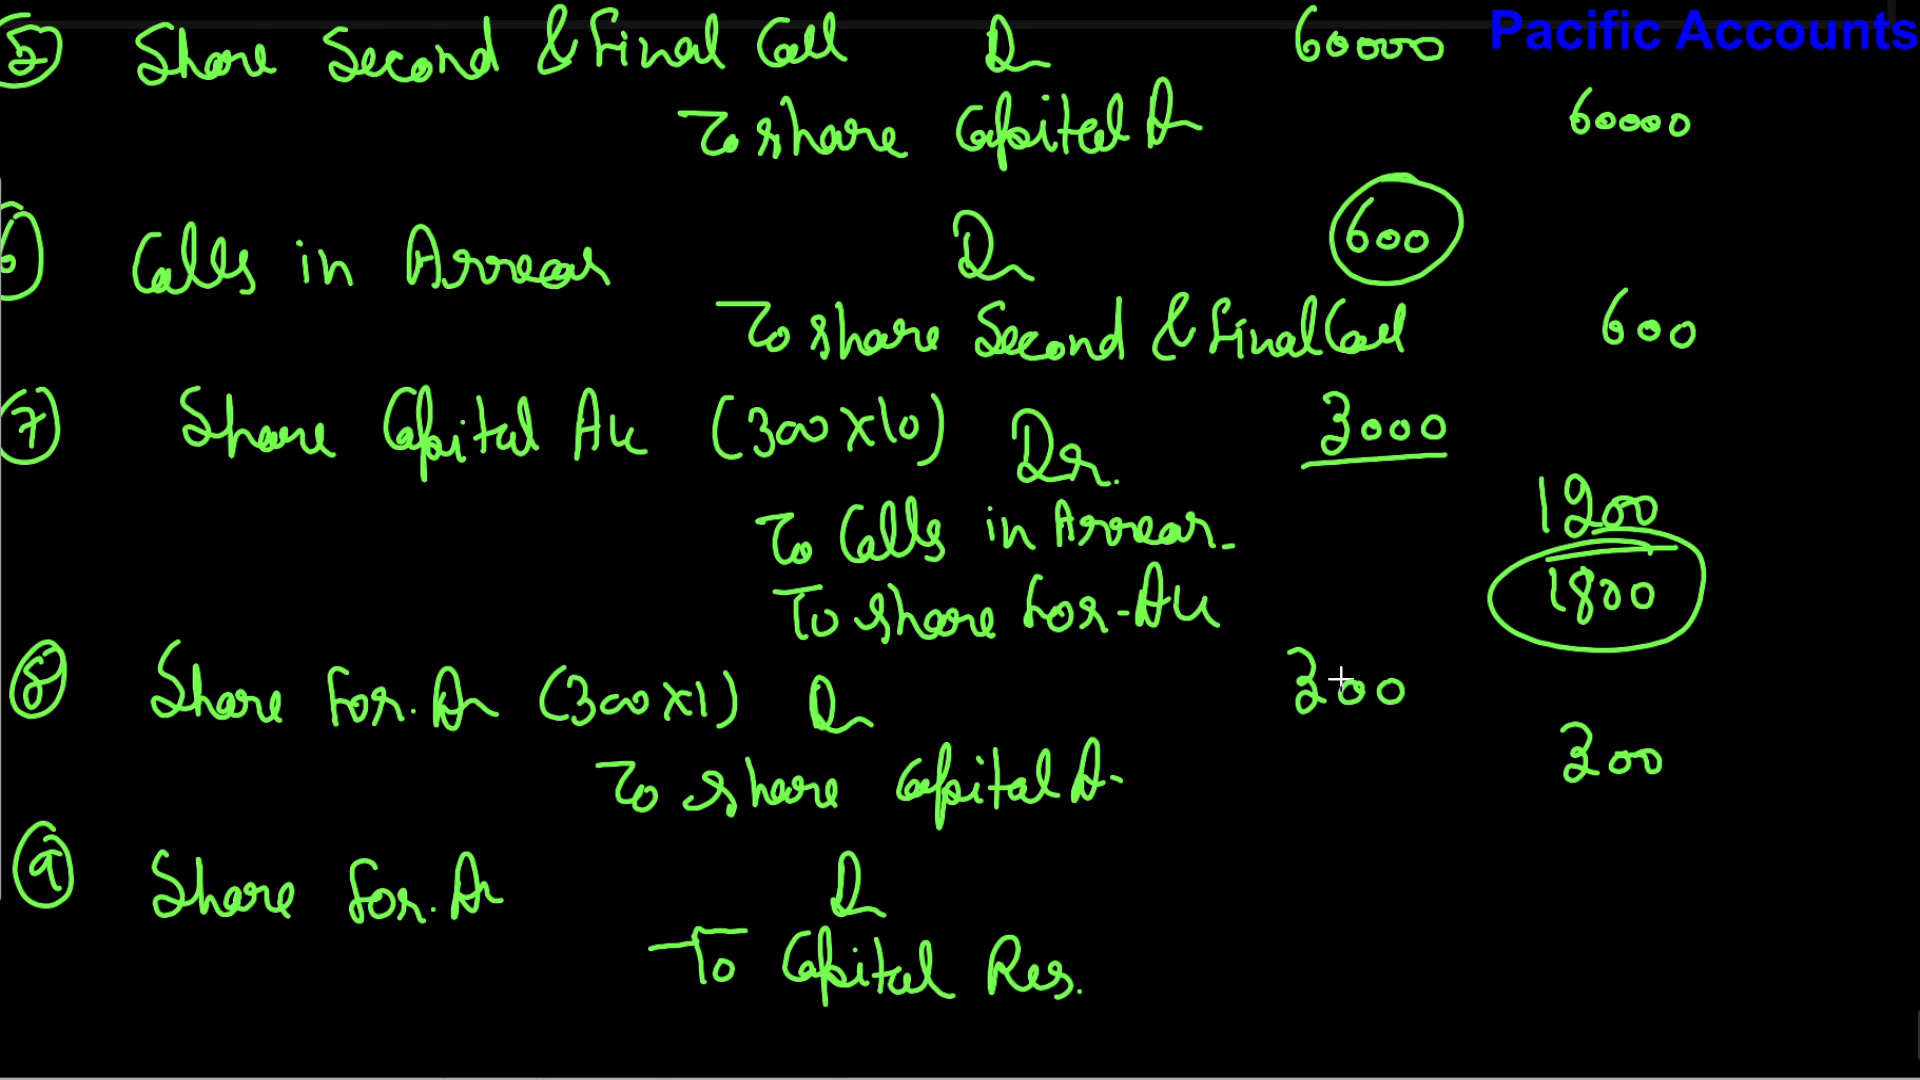 Pacific Accounts
5 Share Second & Final Call Dr 60000
To Share Capital A/c 60000
6 Calls in Arrear Dr 600
To Share Second & Final Call 600
7 Share Capital A/c (300x10) Dr. 3000
To Calls in Arrear 1200
To Share For. A/c 1800
8 Share For. A/c (300x1) Dr 300
To Share Capital A/c 300
9 Share For. A/c Dr
To Capital Res.